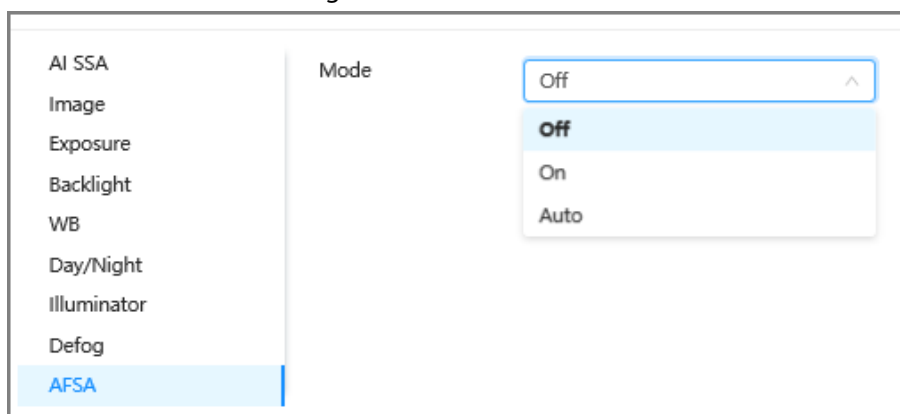 AI SSA
Image
Exposure
Backlight
WB
Day/Night
Illuminator
Defog
AFSA
Mode
Off
Off
On
Auto